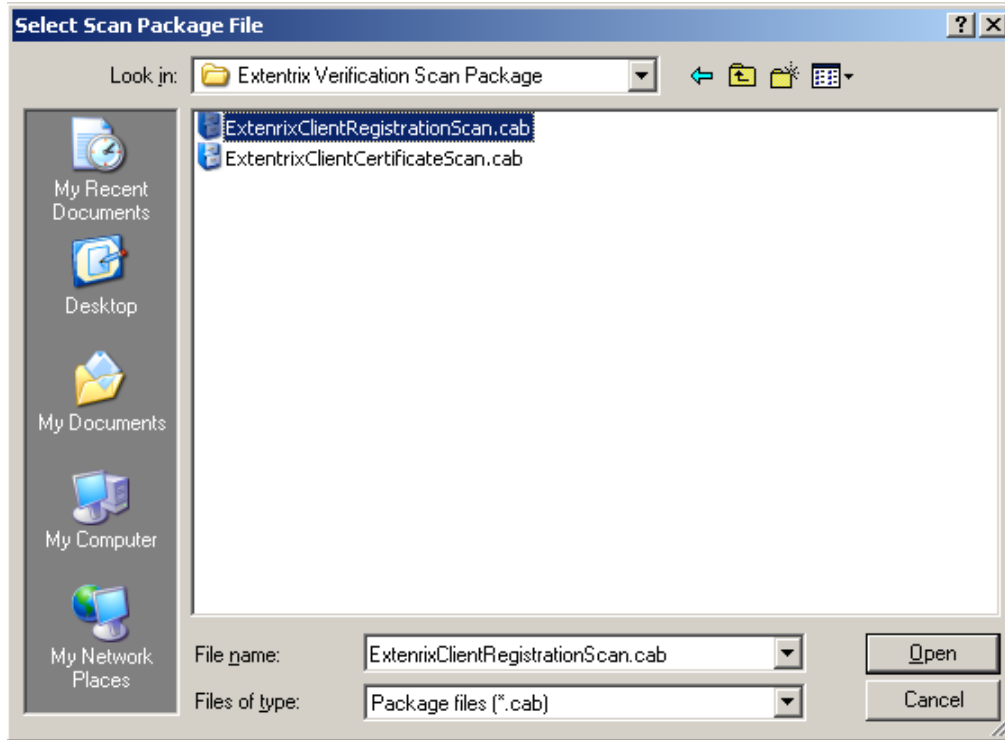 Select Scan Package File
Look in:
Extentrix Verification Scan Package
ExtenrixClientRegistrationScan.cab
ExtentrixClientCertificateScan.cab
My Recent
Documents
Desktop
My Documents
My Computer
My Network
Places
File name:
ExtenrixClientRegistrationScan.cab
Open
Files of type:
Package files (*.cab)
Cancel